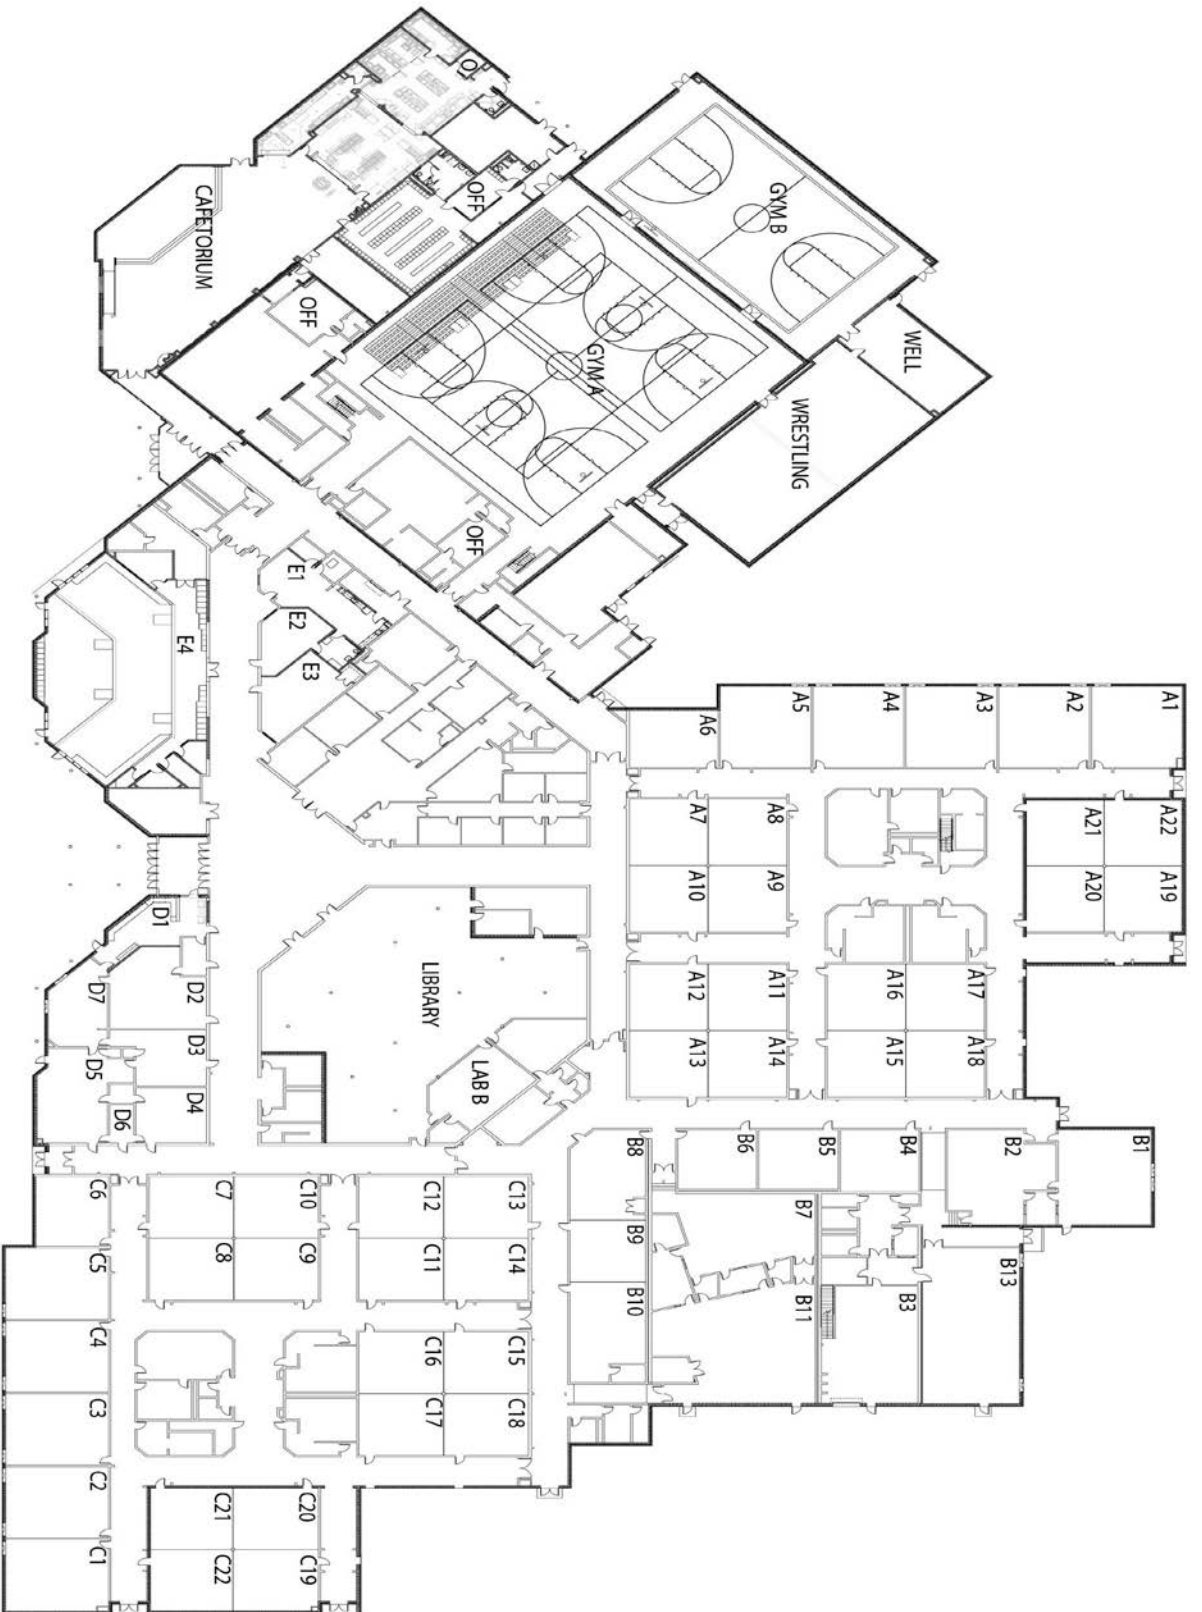 O
OFF
CAFETORIUM
OFF
GYM B
GYM A
WELL
WRESTLING
OFF
E1
E2
E3
E4
A1
A2
A3
A4
A5
A6
A7
A8
A9
A10
A11
A12
A13
A14
A15
A16
A17
A18
A19
A20
A21
A22
LIBRARY
LAB B
D1
D2
D3
D4
D5
D6
D7
B1
B2
B3
B4
B5
B6
B7
B8
B9
B10
B11
B13
C1
C2
C3
C4
C5
C6
C7
C8
C9
C10
C11
C12
C13
C14
C15
C16
C17
C18
C19
C20
C21
C22